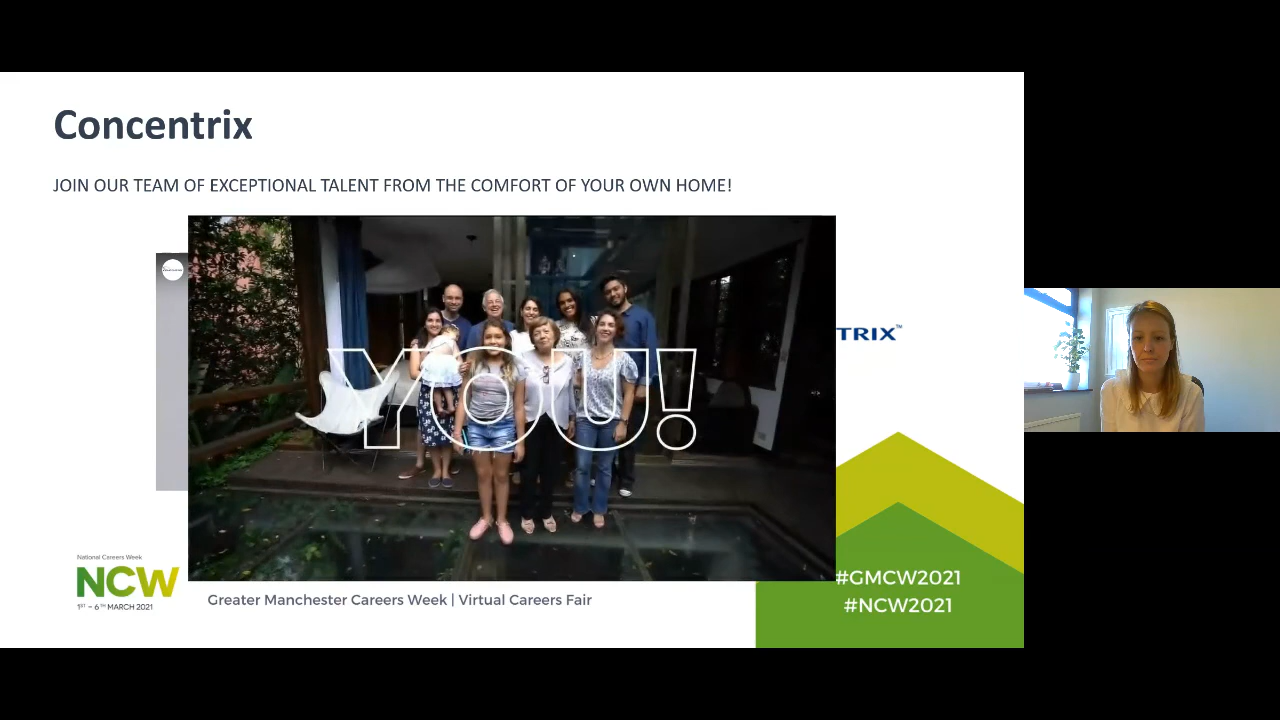 Concentrix
JOIN OUR TEAM OF EXCEPTIONAL TALENT FROM THE COMFORT OF YOUR OWN HOME!
YOU!
TRIX™
National Careers Week
NCW
1ST – 6TH MARCH 2021
Greater Manchester Careers Week | Virtual Careers Fair
#GMCW2021
#NCW2021